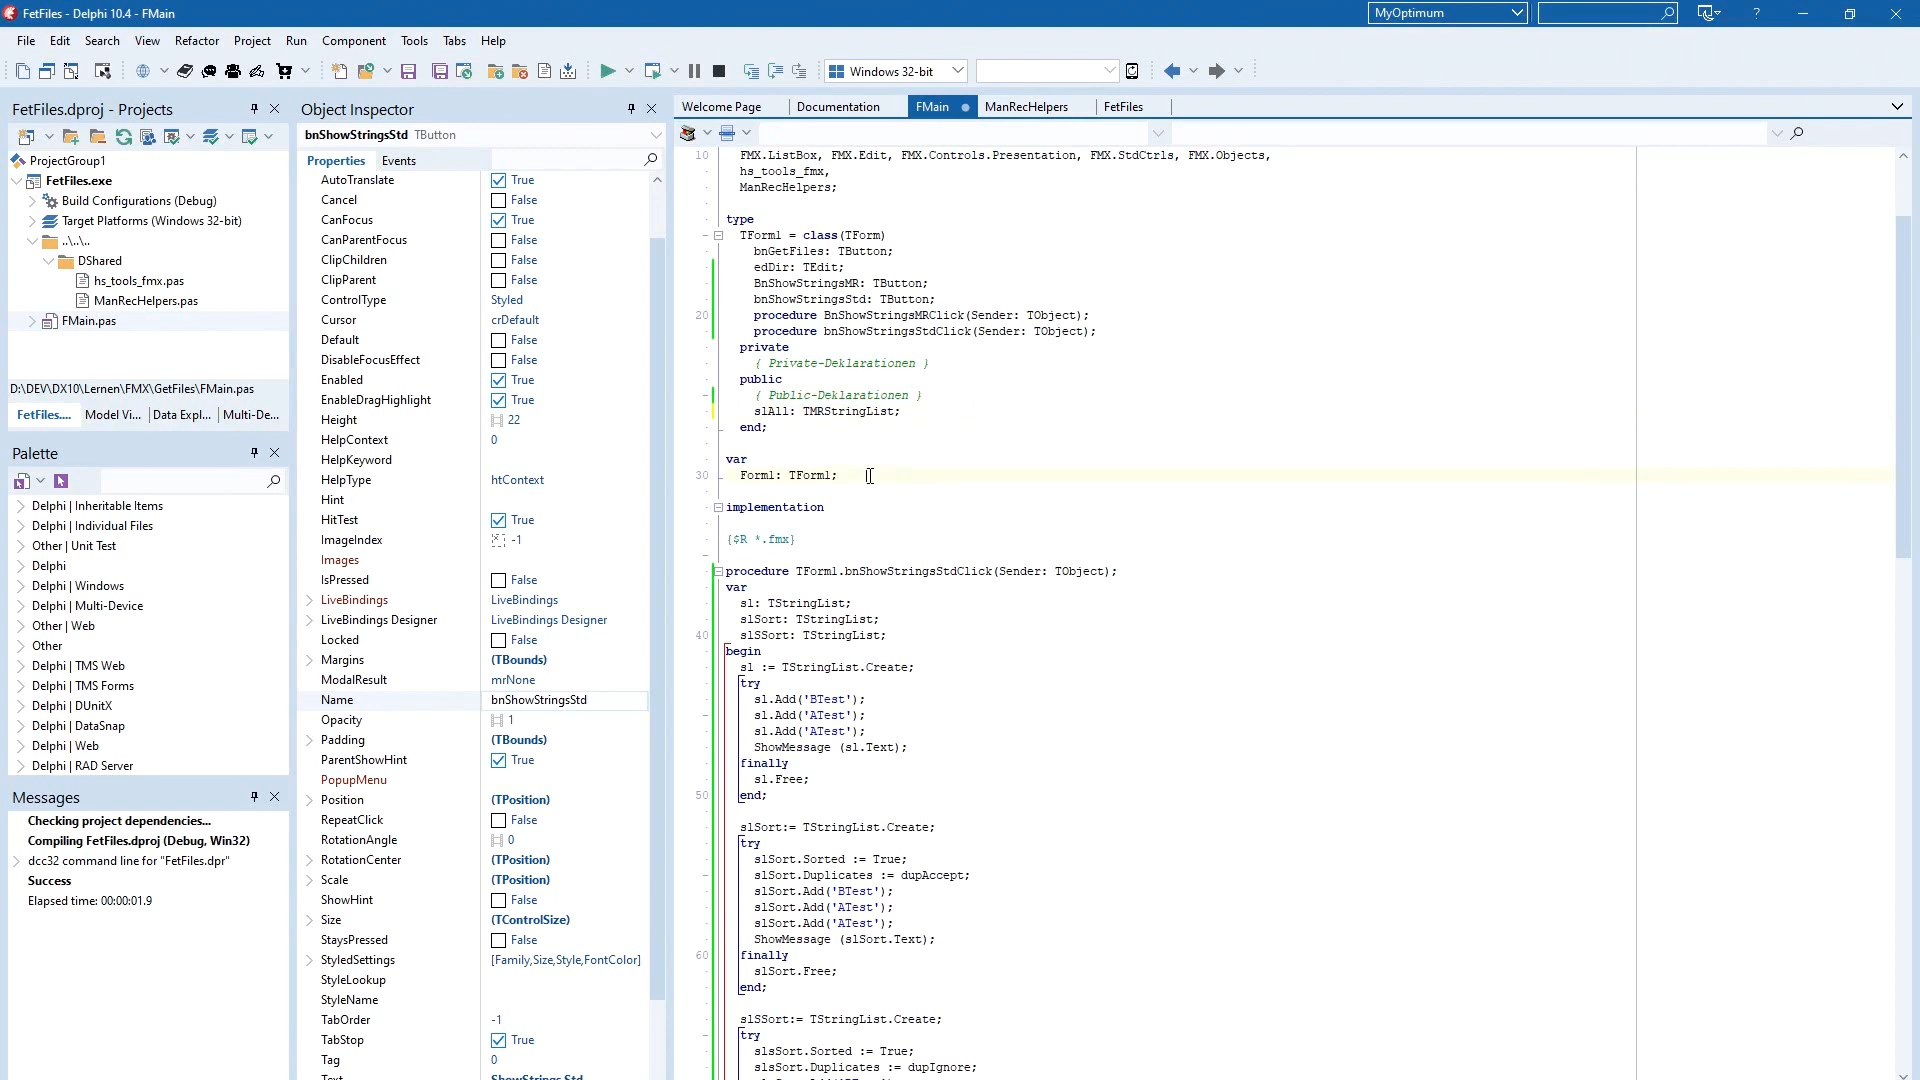 FetFiles - Delphi 10.4 - FMain
MyOptimum
?
File Edit Search View Refactor Project Run Component Tools Tabs Help
Windows 32-bit
FetFiles.dproj - Projects
ProjectGroup1
FetFiles.exe
Build Configurations (Debug)
Target Platforms (Windows 32-bit)
..\..\..
DShared
hs_tools_fmx.pas
ManRecHelpers.pas
FMain.pas
D:\DEV\DX10\Lernen\FMX\GetFiles\FMain.pas
FetFiles.... Model Vi... Data Expl... Multi-De...
Palette
Delphi | Inheritable Items
Delphi | Individual Files
Other | Unit Test
Delphi
Delphi | Windows
Delphi | Multi-Device
Other | Web
Other
Delphi | TMS Web
Delphi | TMS Forms
Delphi | DUnitX
Delphi | DataSnap
Delphi | Web
Delphi | RAD Server
Messages
Checking project dependencies...
Compiling FetFiles.dproj (Debug, Win32)
dcc32 command line for "FetFiles.dpr"
Success
Elapsed time: 00:00:01.9
Object Inspector
bnShowStringsStd TButton
Properties Events
AutoTranslate True
Cancel False
CanFocus True
CanParentFocus False
ClipChildren False
ClipParent False
ControlType Styled
Cursor crDefault
Default False
DisableFocusEffect False
Enabled True
EnableDragHighlight True
Height 22
HelpContext 0
HelpKeyword
HelpType htContext
Hint
HitTest True
ImageIndex -1
Images
IsPressed False
LiveBindings LiveBindings
LiveBindings Designer LiveBindings Designer
Locked False
Margins (TBounds)
ModalResult mrNone
Name bnShowStringsStd
Opacity 1
Padding (TBounds)
ParentShowHint True
PopupMenu
Position (TPosition)
RepeatClick False
RotationAngle 0
RotationCenter (TPosition)
Scale (TPosition)
ShowHint False
Size (TControlSize)
StaysPressed False
StyledSettings [Family,Size,Style,FontColor]
StyleLookup
StyleName
TabOrder -1
TabStop True
Tag 0
Text ShowStrings Std
Welcome Page Documentation FMain ManRecHelpers FetFiles
10 FMX.ListBox, FMX.Edit, FMX.Controls.Presentation, FMX.StdCtrls, FMX.Objects,
hs_tools_fmx,
ManRecHelpers;
type
TForm1 = class(TForm)
bnGetFiles: TButton;
edDir: TEdit;
BnShowStringsMR: TButton;
bnShowStringsStd: TButton;
20 procedure BnShowStringsMRClick(Sender: TObject);
procedure bnShowStringsStdClick(Sender: TObject);
private
{ Private-Deklarationen }
public
{ Public-Deklarationen }
slAll: TMRStringList;
end;
var
30 Form1: TForm1;
implementation
{$R *.fmx}
procedure TForm1.bnShowStringsStdClick(Sender: TObject);
var
sl: TStringList;
slSort: TStringList;
40 slSSort: TStringList;
begin
sl := TStringList.Create;
try
sl.Add('BTest');
sl.Add('ATest');
sl.Add('ATest');
ShowMessage (sl.Text);
finally
sl.Free;
50 end;
slSort:= TStringList.Create;
try
slSort.Sorted := True;
slSort.Duplicates := dupAccept;
slSort.Add('BTest');
slSort.Add('ATest');
slSort.Add('ATest');
ShowMessage (slSort.Text);
60 finally
slSort.Free;
end;
slSSort:= TStringList.Create;
try
slsSort.Sorted := True;
slsSort.Duplicates := dupIgnore;